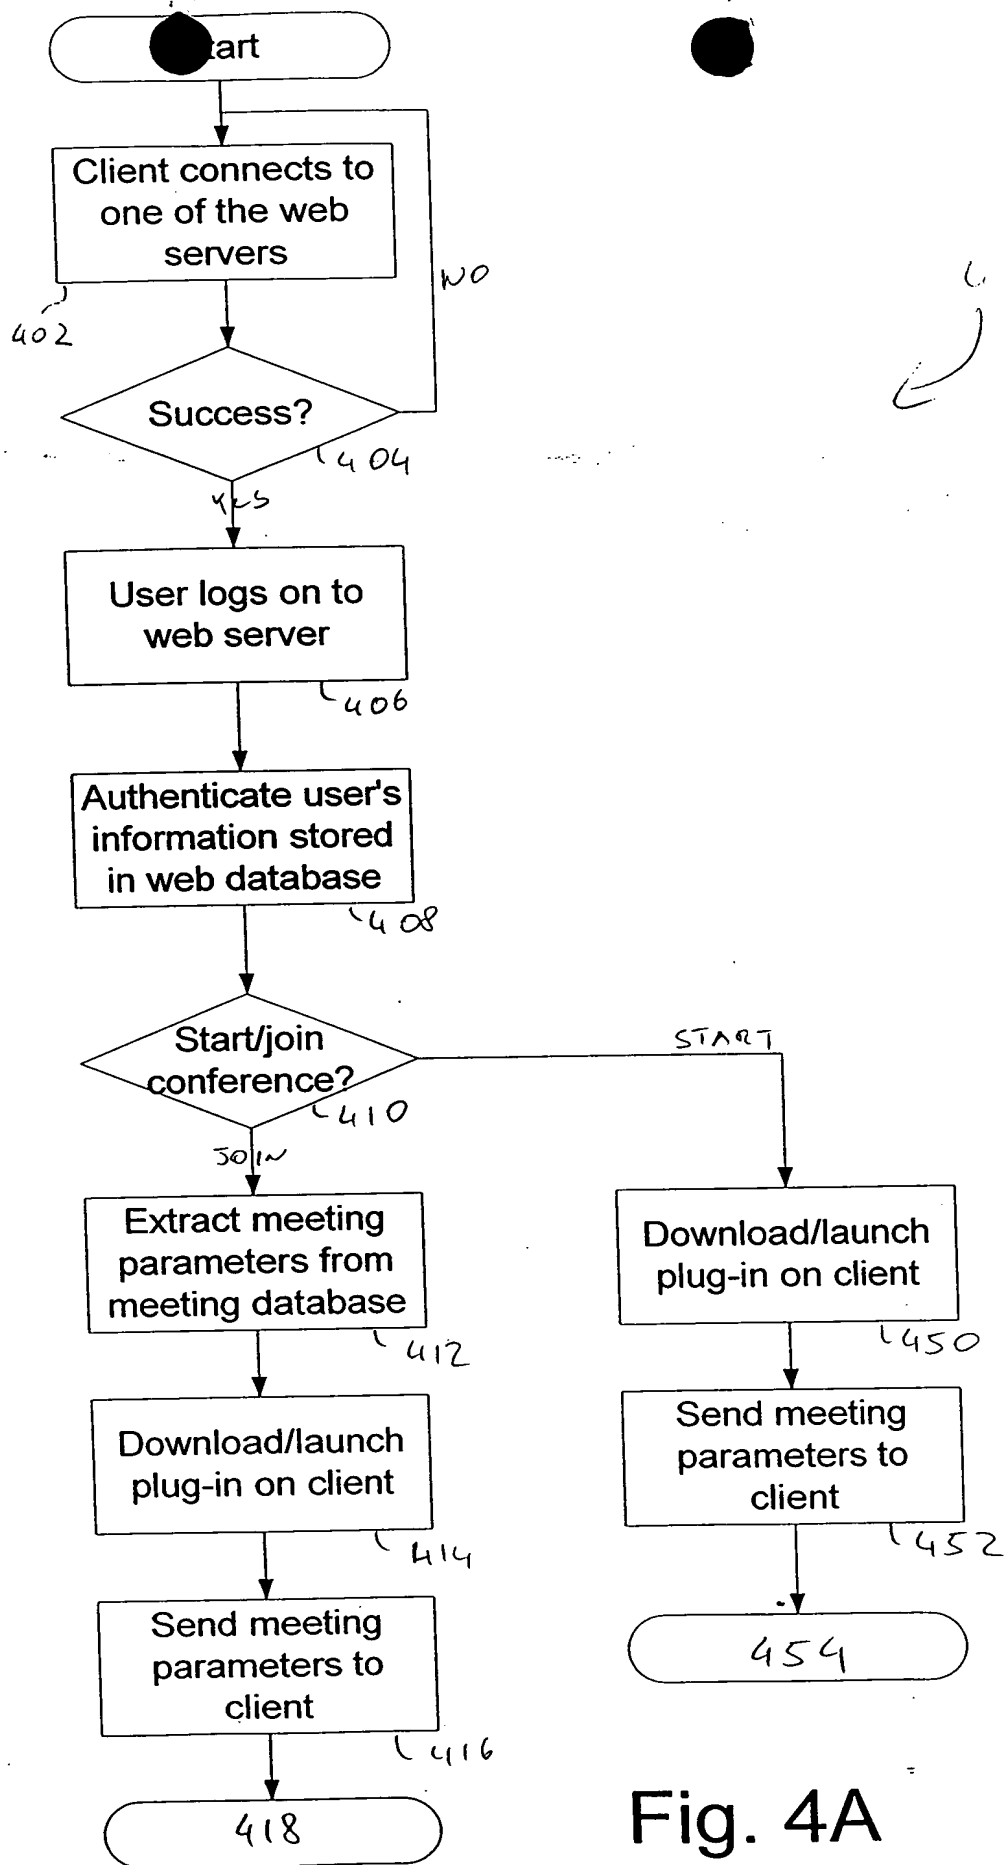 tart
Client connects to
one of the web
servers
NO
402
Success?
404
YES
User logs on to
web server
406
Authenticate user's
information stored
in web database
408
Start/join
conference?
START
410
JOIN
Extract meeting
parameters from
meeting database
412
Download/launch
plug-in on client
414
Send meeting
parameters to
client
416
418
Download/launch
plug-in on client
450
Send meeting
parameters to
client
452
454
Fig. 4A